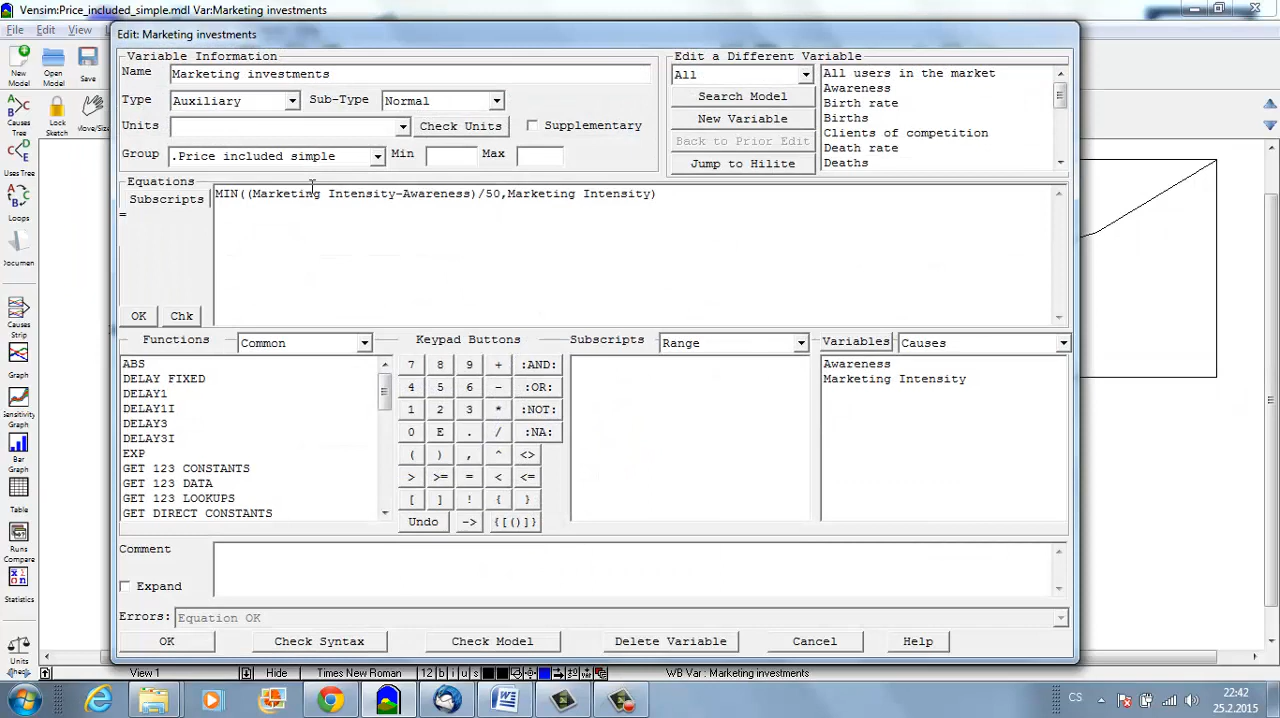 Vensim:Price_included_simple.mdl Var:Marketing investments
File Edit View
New Model
Open Model
Save
Edit: Marketing investments
Variable Information
Name Marketing investments
Type Auxiliary Sub-Type Normal
Units Check Units Supplementary
Group .Price included simple Min Max
Edit a Different Variable
All
Search Model
New Variable
Back to Prior Edit
Jump to Hilite
All users in the market
Awareness
Birth rate
Births
Clients of competition
Death rate
Deaths
Causes Tree
Lock Sketch
Move/Size
Uses Tree
Loops
Documen
Causes Strip
Graph
Sensitivity Graph
Bar Graph
Table
Runs Compare
Statistics
Units Check
Equations
Subscripts
=
MIN((Marketing Intensity-Awareness)/50,Marketing Intensity)
OK Chk
Functions Common
ABS
DELAY FIXED
DELAY1
DELAY1I
DELAY3
DELAY3I
EXP
GET 123 CONSTANTS
GET 123 DATA
GET 123 LOOKUPS
GET DIRECT CONSTANTS
Keypad Buttons
7 8 9 + :AND:
4 5 6 - :OR:
1 2 3 * :NOT:
0 E . / :NA:
( ) , ^ <>
> >= = < <=
[ ] ! { }
Undo -> {[()]}
Subscripts Range
Variables Causes
Awareness
Marketing Intensity
Comment
Expand
Errors: Equation OK
OK Check Syntax Check Model Delete Variable Cancel Help
View 1 Hide Times New Roman 12 b i u s WB Var : Marketing investments
CS
22:42
25.2.2015